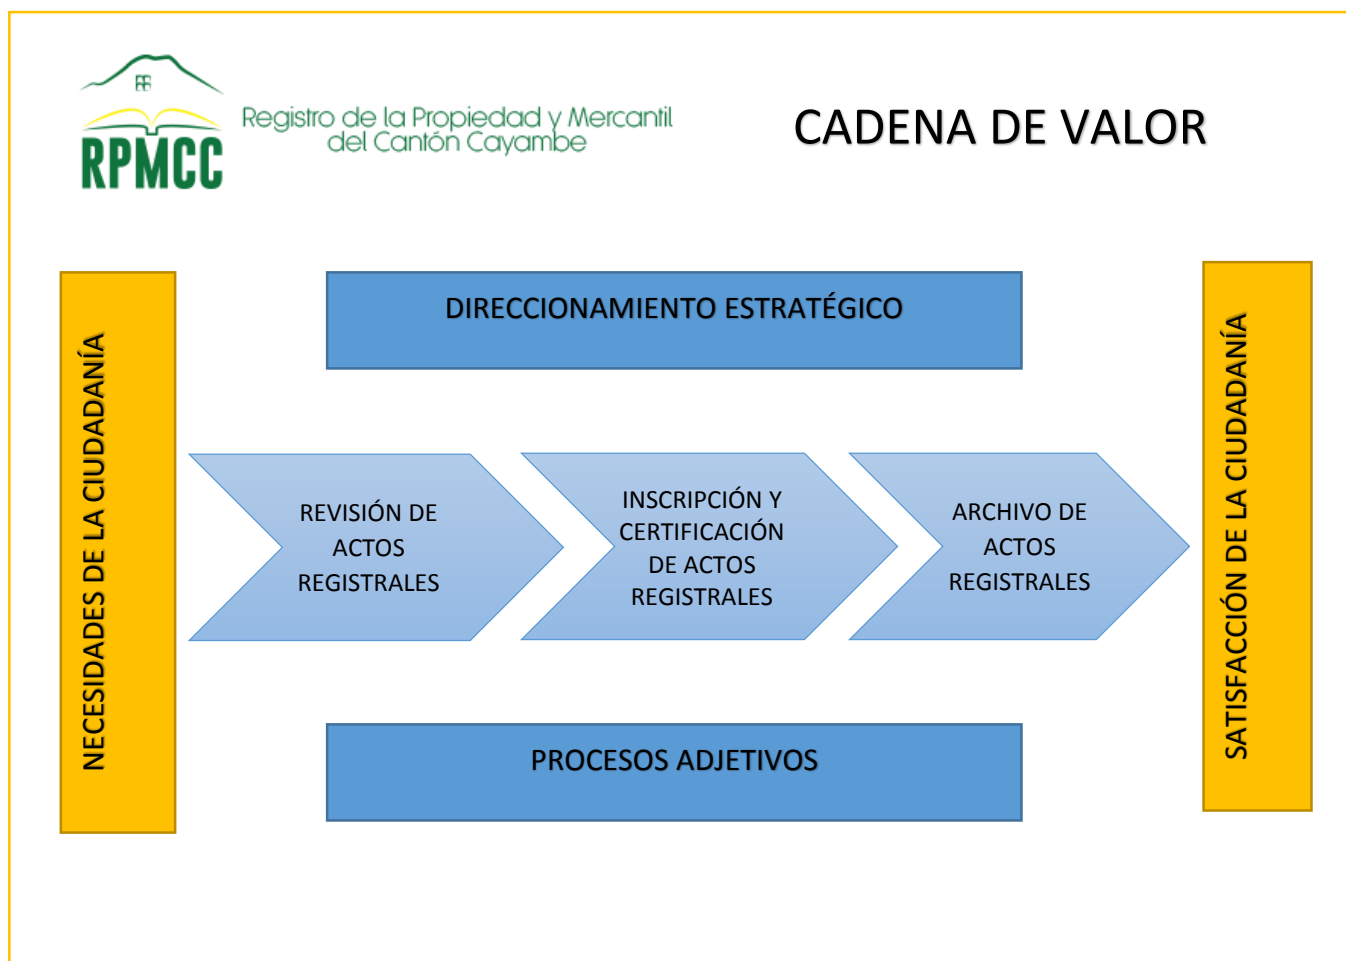 RPMCC
Registro de la Propiedad y Mercantil
del Cantón Cayambe
CADENA DE VALOR
NECESIDADES DE LA CIUDADANÍA
DIRECCIONAMIENTO ESTRATÉGICO
REVISIÓN DE
ACTOS
REGISTRALES
INSCRIPCIÓN Y
CERTIFICACIÓN
DE ACTOS
REGISTRALES
ARCHIVO DE
ACTOS
REGISTRALES
PROCESOS ADJETIVOS
SATISFACCIÓN DE LA CIUDADANÍA